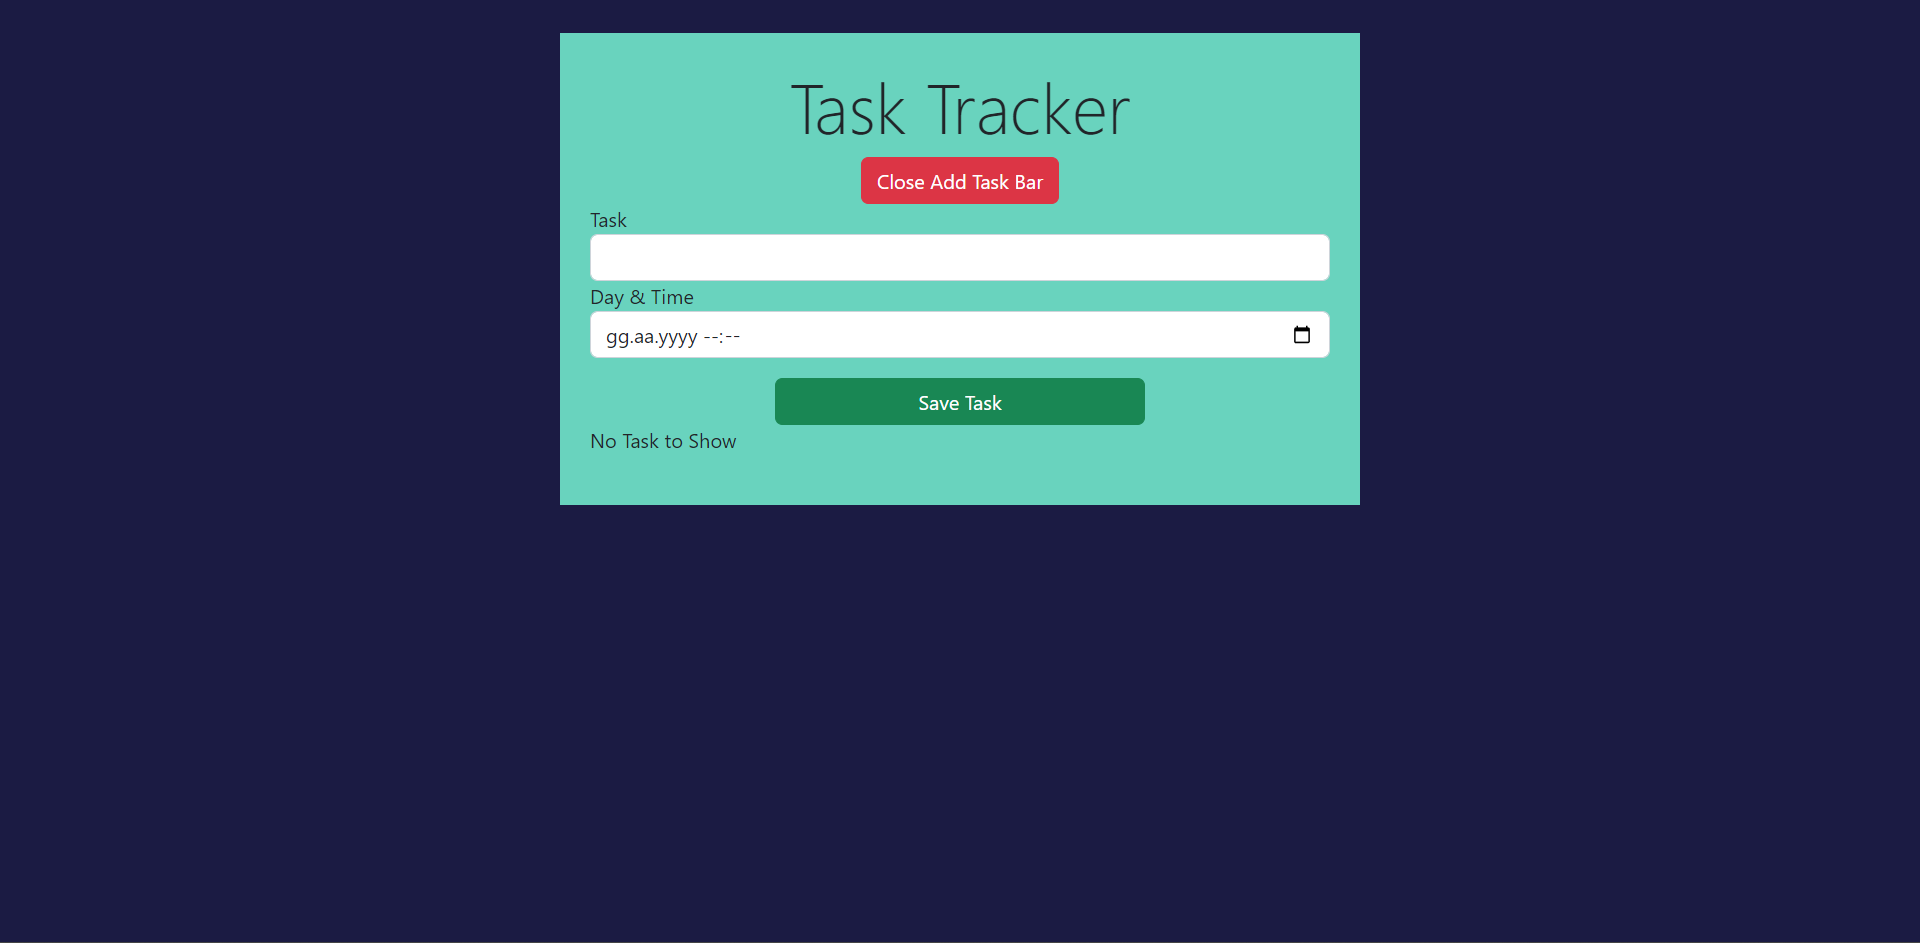 Task Tracker
Close Add Task Bar
Task
Day & Time
gg.aa.yyyy --:--
Save Task
No Task to Show